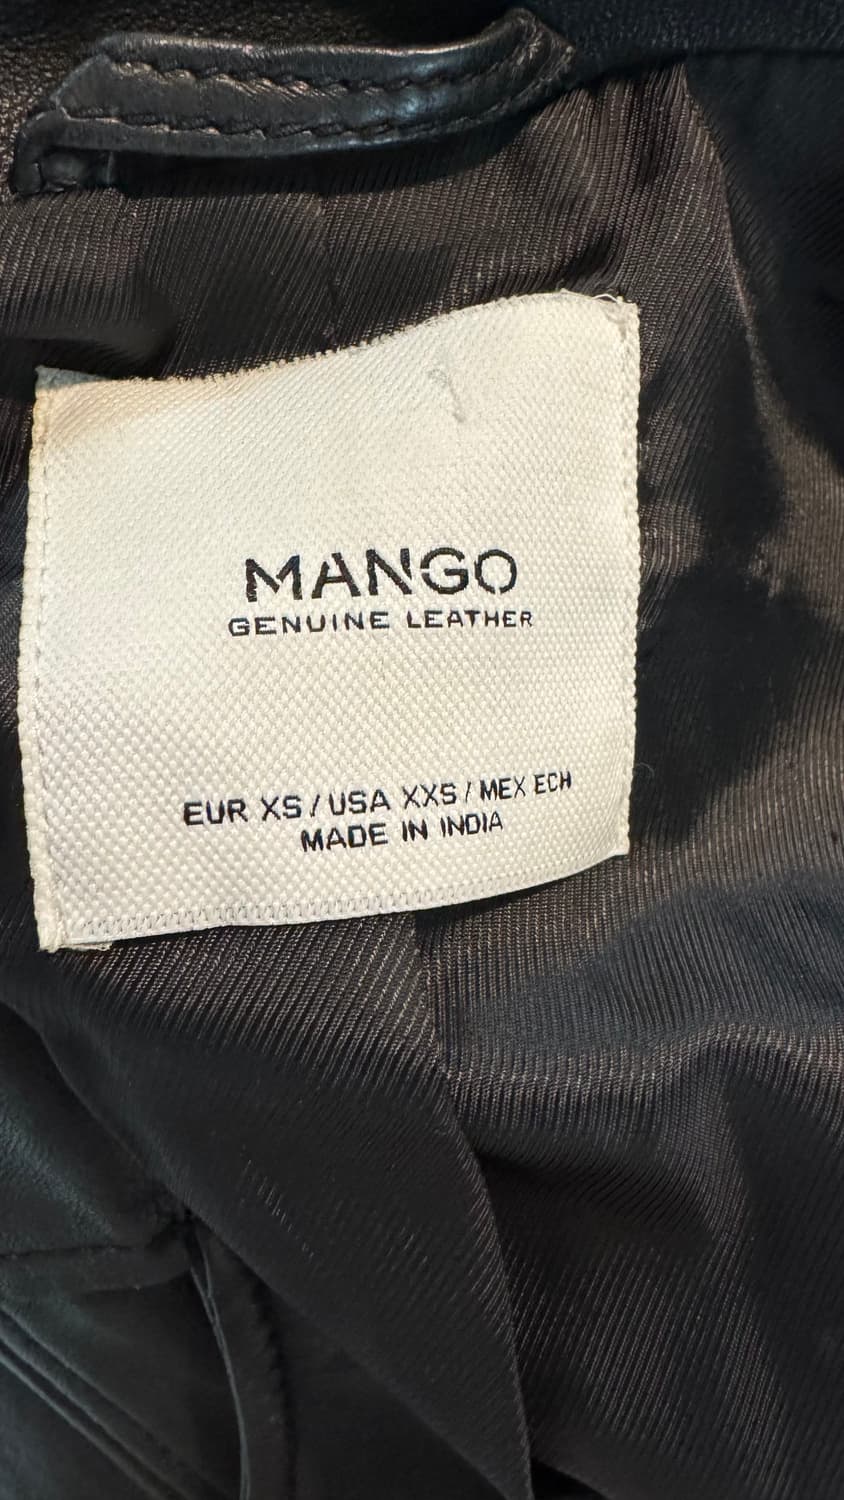 MANGO
GENUINE LEATHER
EUR XS / USA XXS / MEX ECH
MADE IN INDIA